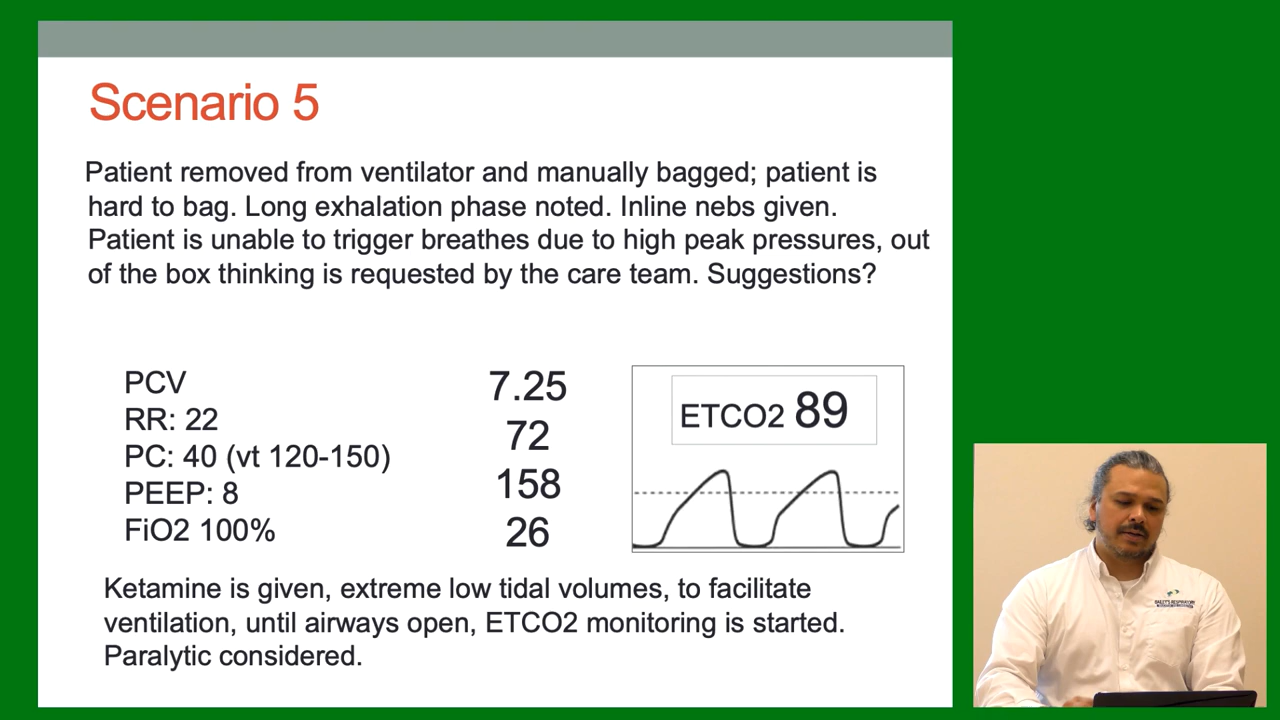 Scenario 5
Patient removed from ventilator and manually bagged; patient is
hard to bag. Long exhalation phase noted. Inline nebs given.
Patient is unable to trigger breathes due to high peak pressures, out
of the box thinking is requested by the care team. Suggestions?
PCV
RR: 22
PC: 40 (vt 120-150)
PEEP: 8
FiO2 100%
7.25
72
158
26
ETCO2 89
Ketamine is given, extreme low tidal volumes, to facilitate
ventilation, until airways open, ETCO2 monitoring is started.
Paralytic considered.